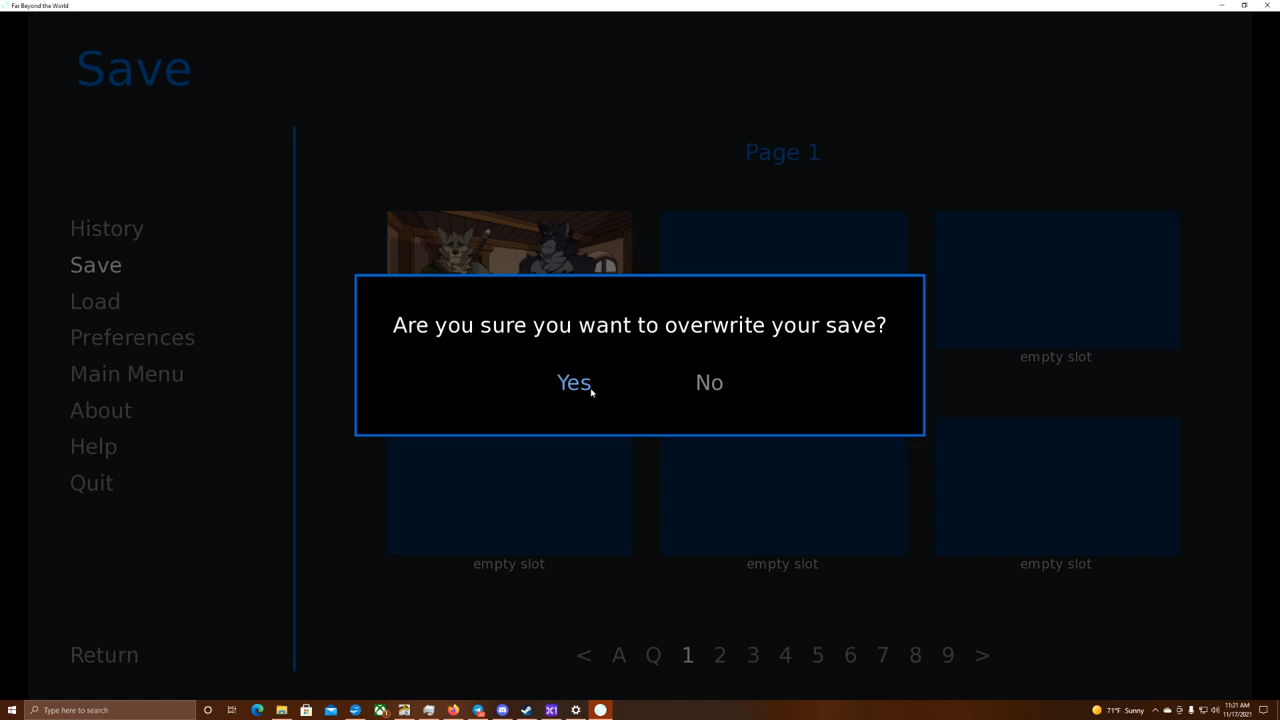 Far Beyond the World
Save
Page 1
History
Save
Load
Preferences
Main Menu
About
Help
Quit
Return
Are you sure you want to overwrite your save?
Yes No
empty slot
empty slot empty slot empty slot
< A Q 1 2 3 4 5 6 7 8 9 >
Type here to search
71°F Sunny
11:21 AM
11/17/2021